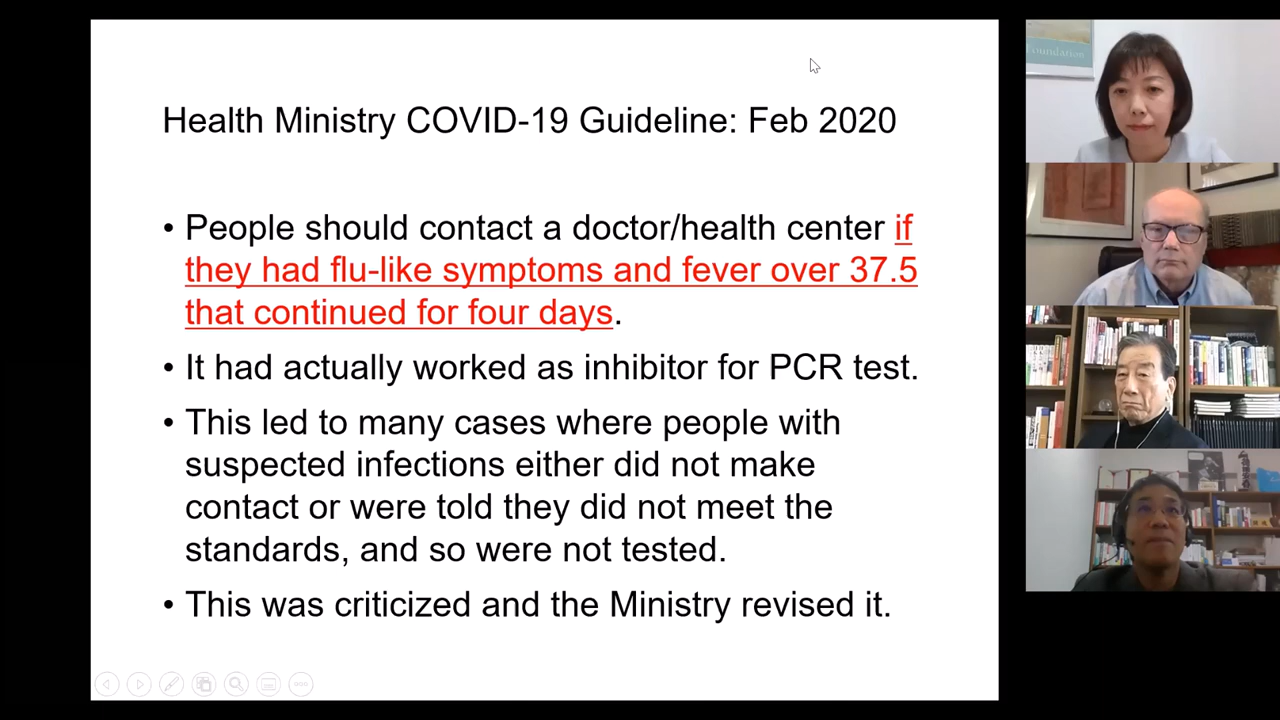 Health Ministry COVID-19 Guideline: Feb 2020
• People should contact a doctor/health center if
they had flu-like symptoms and fever over 37.5
that continued for four days.
• It had actually worked as inhibitor for PCR test.
• This led to many cases where people with
suspected infections either did not make
contact or were told they did not meet the
standards, and so were not tested.
• This was criticized and the Ministry revised it.
Foundation